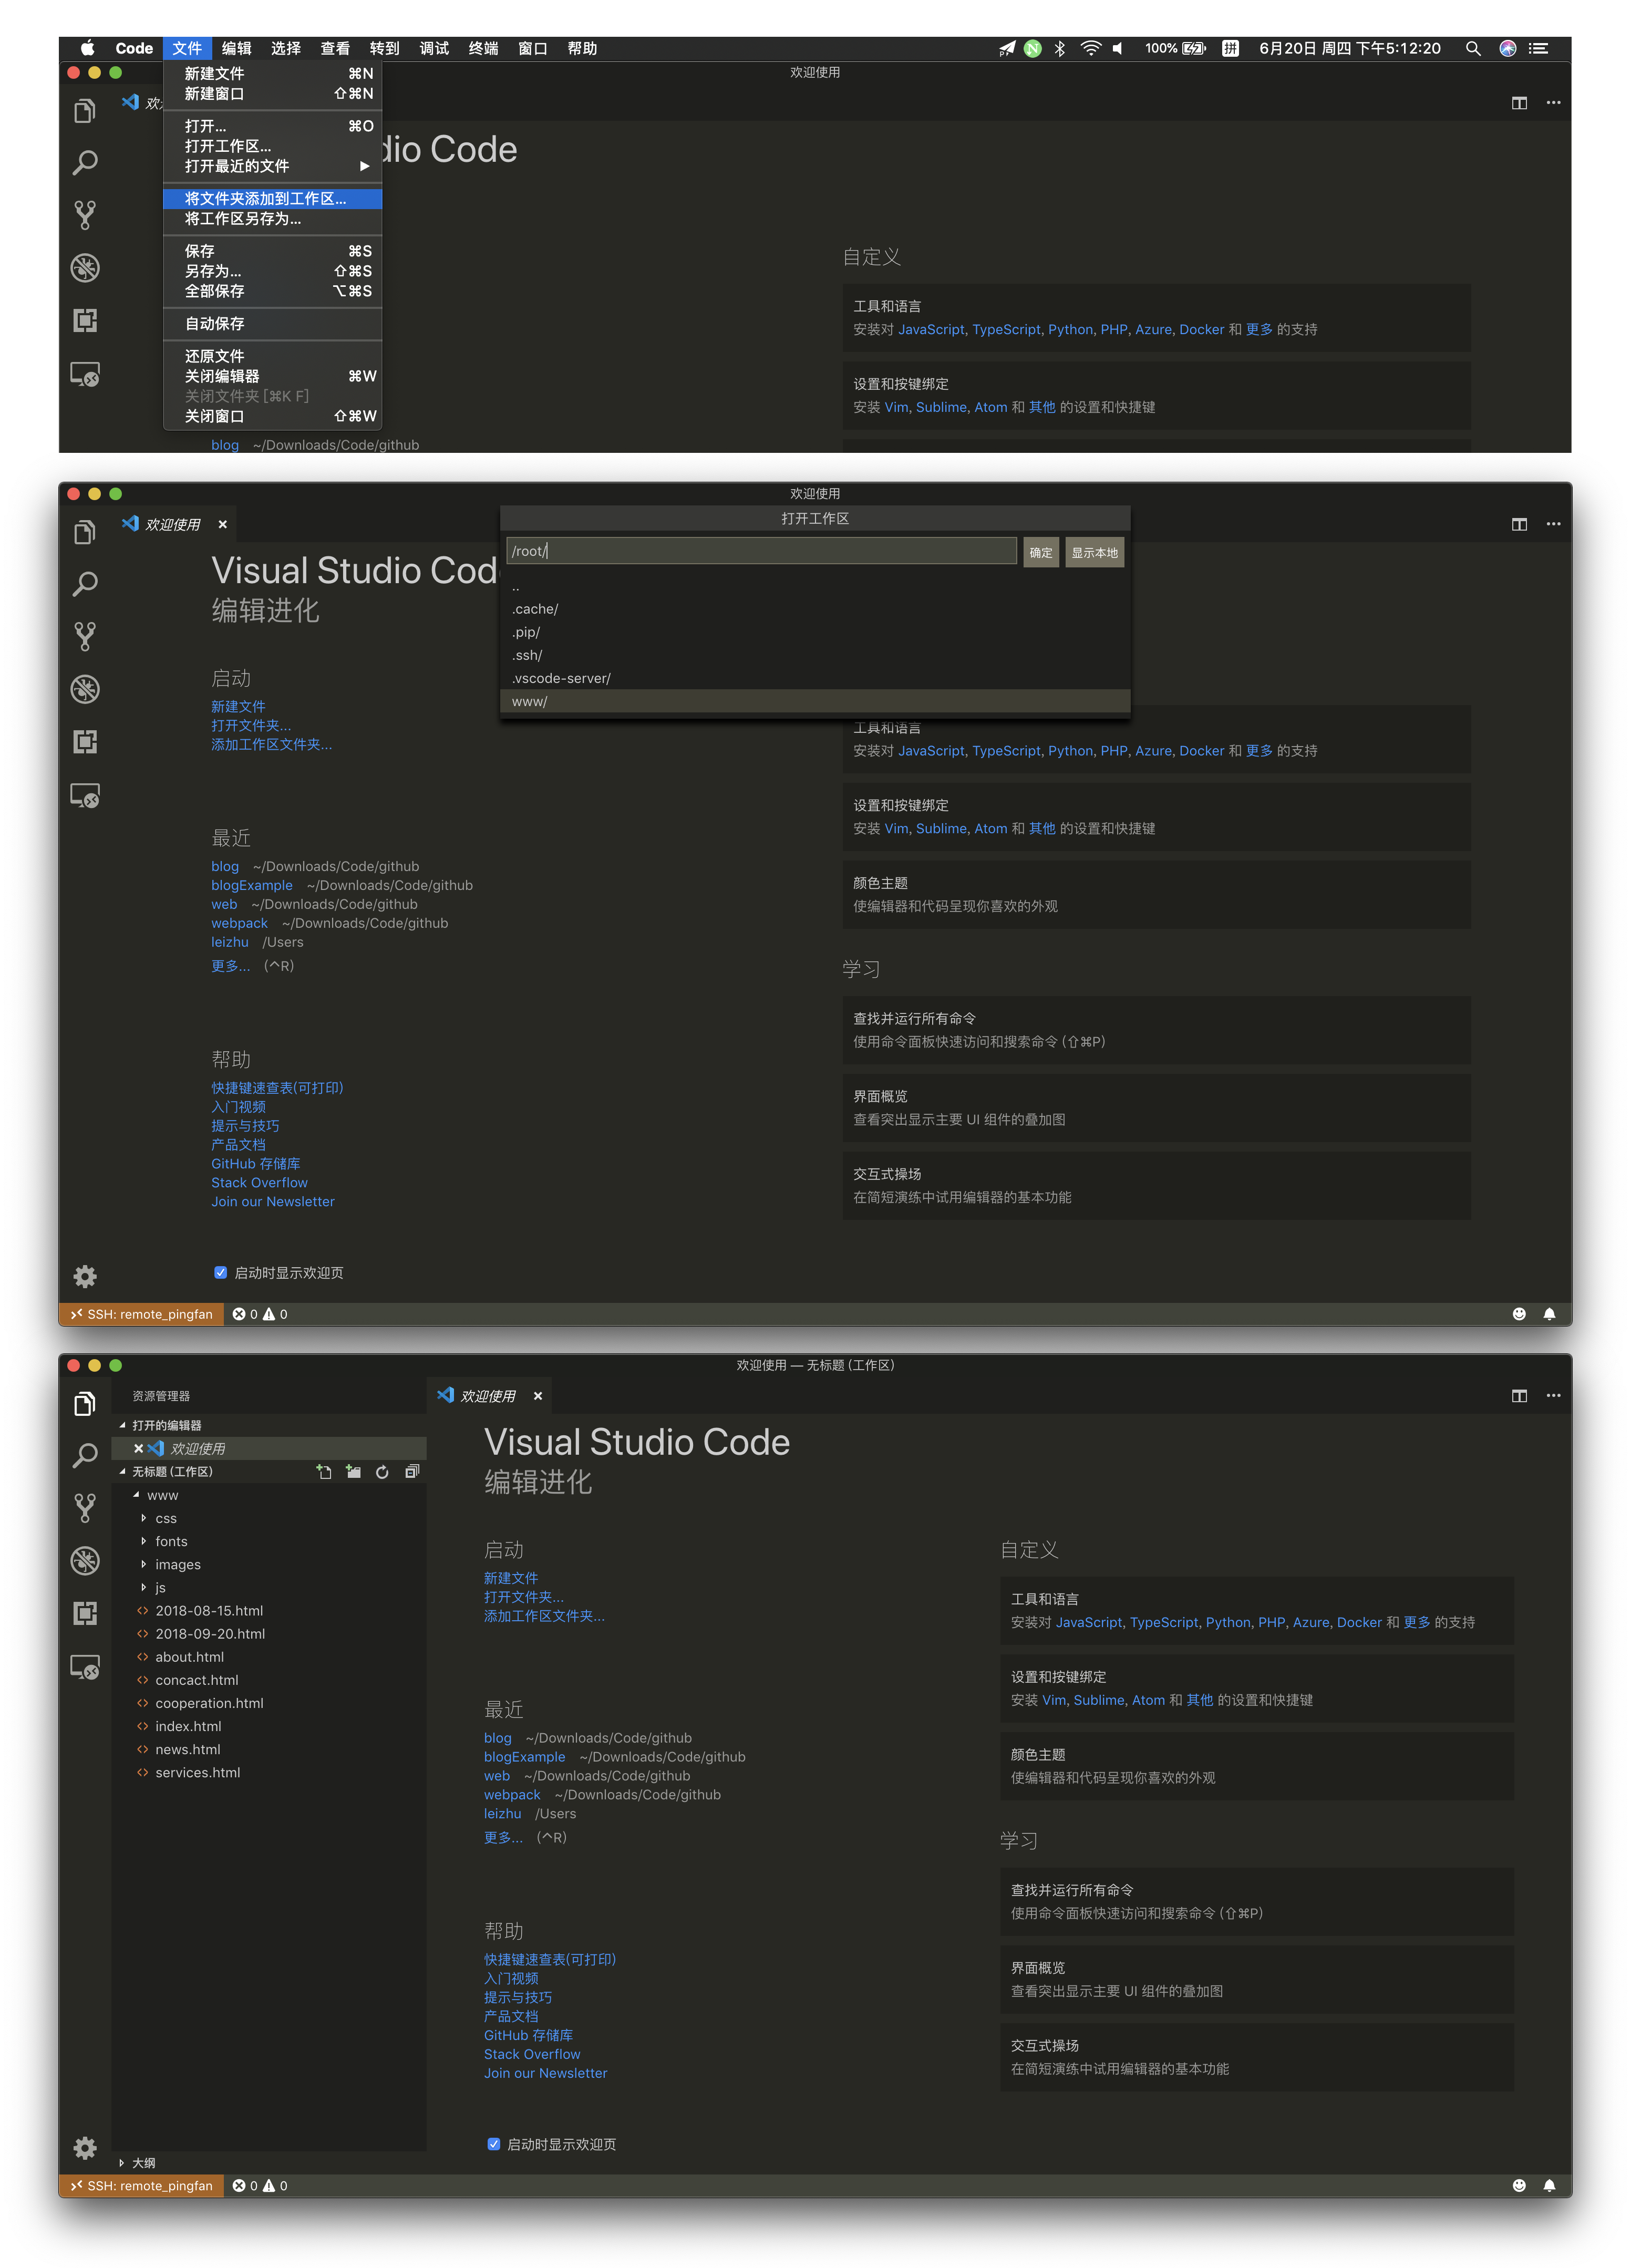 Code 文件 编辑 选择 查看 转到 调试 终端 窗口 帮助 100% 拼 6月20日 周四 下午5:12:20
欢迎使用
新建文件 ⌘N
新建窗口 ⇧⌘N
打开... ⌘O
打开工作区...
打开最近的文件 ▶
将文件夹添加到工作区...
将工作区另存为...
保存 ⌘S
另存为... ⇧⌘S
全部保存 ⌥⌘S
自动保存
还原文件
关闭编辑器 ⌘W
关闭文件夹 [⌘K F]
关闭窗口 ⇧⌘W
dio Code
自定义
工具和语言
安装对 JavaScript, TypeScript, Python, PHP, Azure, Docker 和 更多 的支持
设置和按键绑定
安装 Vim, Sublime, Atom 和 其他 的设置和快捷键
blog ~/Downloads/Code/github
欢迎使用
欢迎使用 ×
打开工作区
/root/ 确定 显示本地
..
.cache/
.pip/
.ssh/
.vscode-server/
www/
Visual Studio Cod
编辑进化
启动
新建文件
打开文件夹...
添加工作区文件夹...
最近
blog ~/Downloads/Code/github
blogExample ~/Downloads/Code/github
web ~/Downloads/Code/github
webpack ~/Downloads/Code/github
leizhu /Users
更多... (^R)
帮助
快捷键速查表(可打印)
入门视频
提示与技巧
产品文档
GitHub 存储库
Stack Overflow
Join our Newsletter
启动时显示欢迎页
工具和语言
安装对 JavaScript, TypeScript, Python, PHP, Azure, Docker 和 更多 的支持
设置和按键绑定
安装 Vim, Sublime, Atom 和 其他 的设置和快捷键
颜色主题
使编辑器和代码呈现你喜欢的外观
学习
查找并运行所有命令
使用命令面板快速访问和搜索命令 (⇧⌘P)
界面概览
查看突出显示主要 UI 组件的叠加图
交互式操场
在简短演练中试用编辑器的基本功能
SSH: remote_pingfan 0 0
欢迎使用 — 无标题 (工作区)
资源管理器
打开的编辑器
× 欢迎使用
无标题 (工作区)
www
css
fonts
images
js
2018-08-15.html
2018-09-20.html
about.html
concact.html
cooperation.html
index.html
news.html
services.html
大纲
欢迎使用 ×
Visual Studio Code
编辑进化
启动
新建文件
打开文件夹...
添加工作区文件夹...
最近
blog ~/Downloads/Code/github
blogExample ~/Downloads/Code/github
web ~/Downloads/Code/github
webpack ~/Downloads/Code/github
leizhu /Users
更多... (^R)
帮助
快捷键速查表(可打印)
入门视频
提示与技巧
产品文档
GitHub 存储库
Stack Overflow
Join our Newsletter
启动时显示欢迎页
自定义
工具和语言
安装对 JavaScript, TypeScript, Python, PHP, Azure, Docker 和 更多 的支持
设置和按键绑定
安装 Vim, Sublime, Atom 和 其他 的设置和快捷键
颜色主题
使编辑器和代码呈现你喜欢的外观
学习
查找并运行所有命令
使用命令面板快速访问和搜索命令 (⇧⌘P)
界面概览
查看突出显示主要 UI 组件的叠加图
交互式操场
在简短演练中试用编辑器的基本功能
SSH: remote_pingfan 0 0